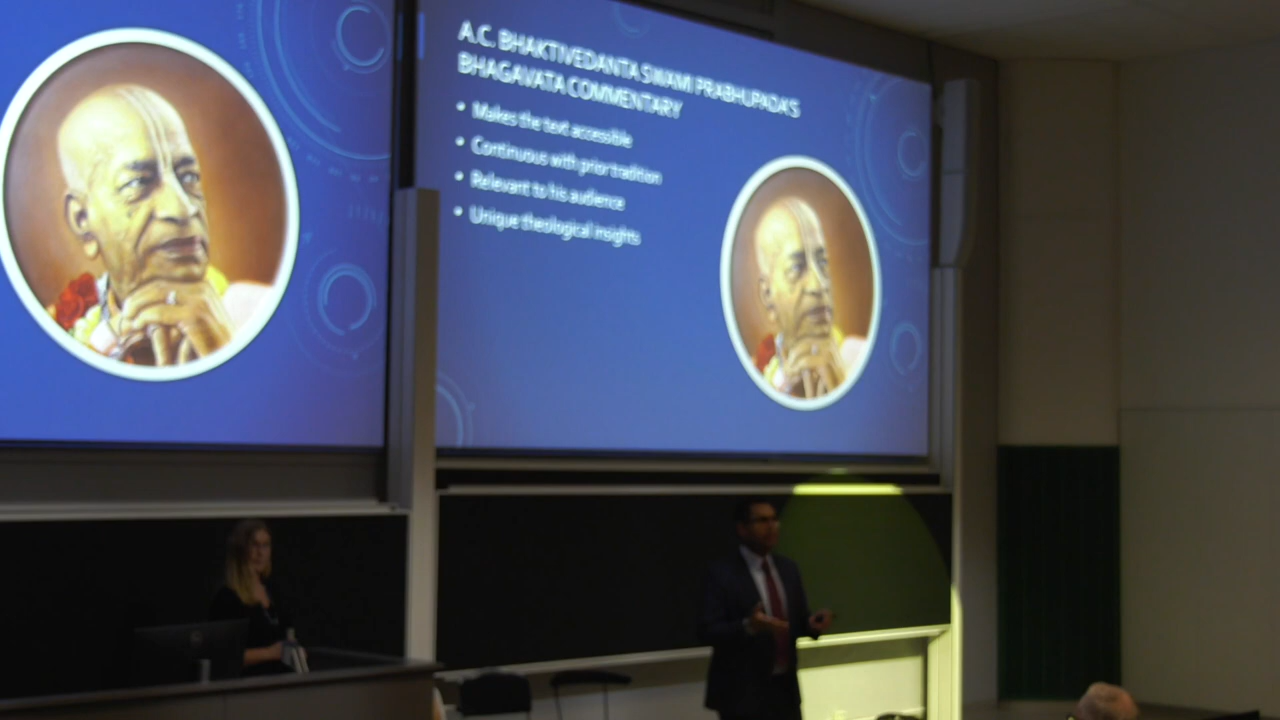 A.C. BHAKTIVEDANTA SWAMI PRABHUPADA'S
BHAGAVATA COMMENTARY
• Makes the text accessible
• Continuous with prior tradition
• Relevant to his audience
• Unique theological insights